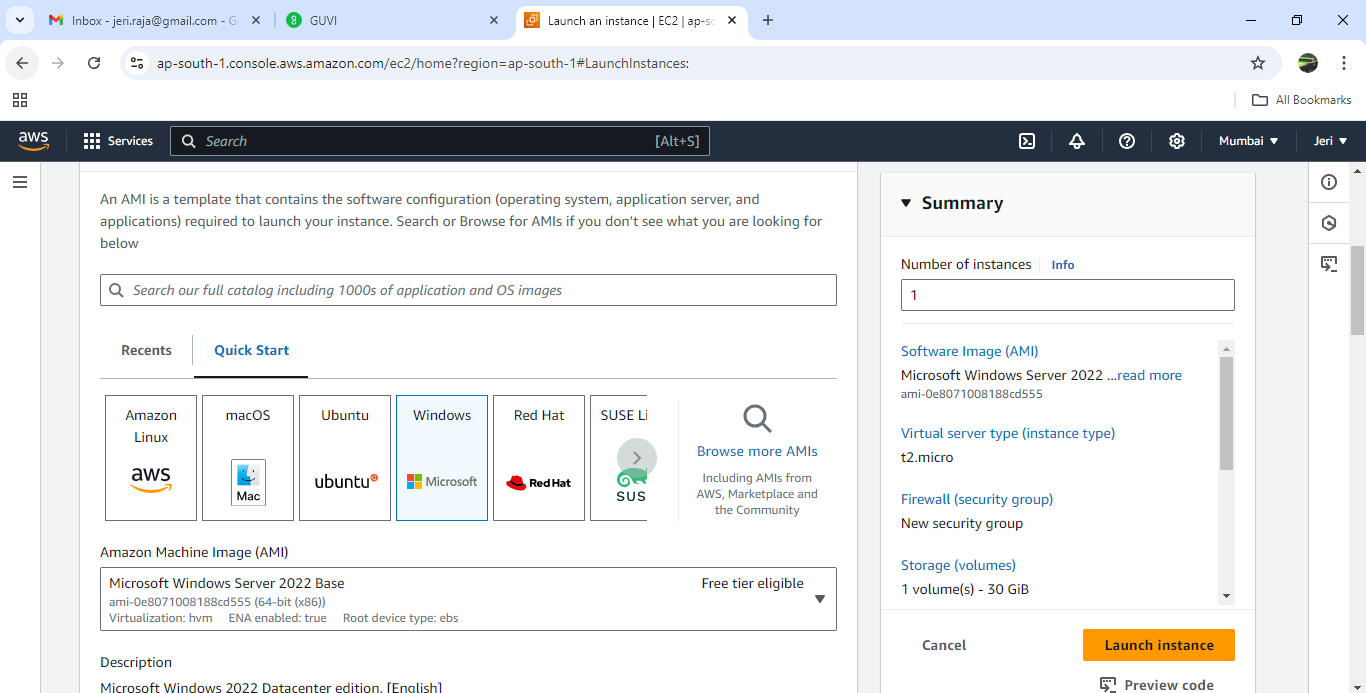 Inbox - jeri.raja@gmail.com - G
GUVI
Launch an instance | EC2 | ap-sc
ap-south-1.console.aws.amazon.com/ec2/home?region=ap-south-1#LaunchInstances:
All Bookmarks
aws
Services
Search
[Alt+S]
Mumbai
Jeri
An AMI is a template that contains the software configuration (operating system, application server, and
applications) required to launch your instance. Search or Browse for AMIs if you don't see what you are looking for
below
Search our full catalog including 1000s of application and OS images
Recents
Quick Start
Amazon
Linux
aws
macOS
Mac
Ubuntu
ubuntu
Windows
Microsoft
Red Hat
Red Hat
SUSE Li
SUS
Browse more AMIs
Including AMIs from
AWS, Marketplace and
the Community
Amazon Machine Image (AMI)
Microsoft Windows Server 2022 Base
Free tier eligible
ami-0e8071008188cd555 (64-bit (x86))
Virtualization: hvm ENA enabled: true Root device type: ebs
Description
Microsoft Windows 2022 Datacenter edition. [English]
Summary
Number of instances
Info
1
Software Image (AMI)
Microsoft Windows Server 2022 ...read more
ami-0e8071008188cd555
Virtual server type (instance type)
t2.micro
Firewall (security group)
New security group
Storage (volumes)
1 volume(s) - 30 GiB
Cancel
Launch instance
Preview code